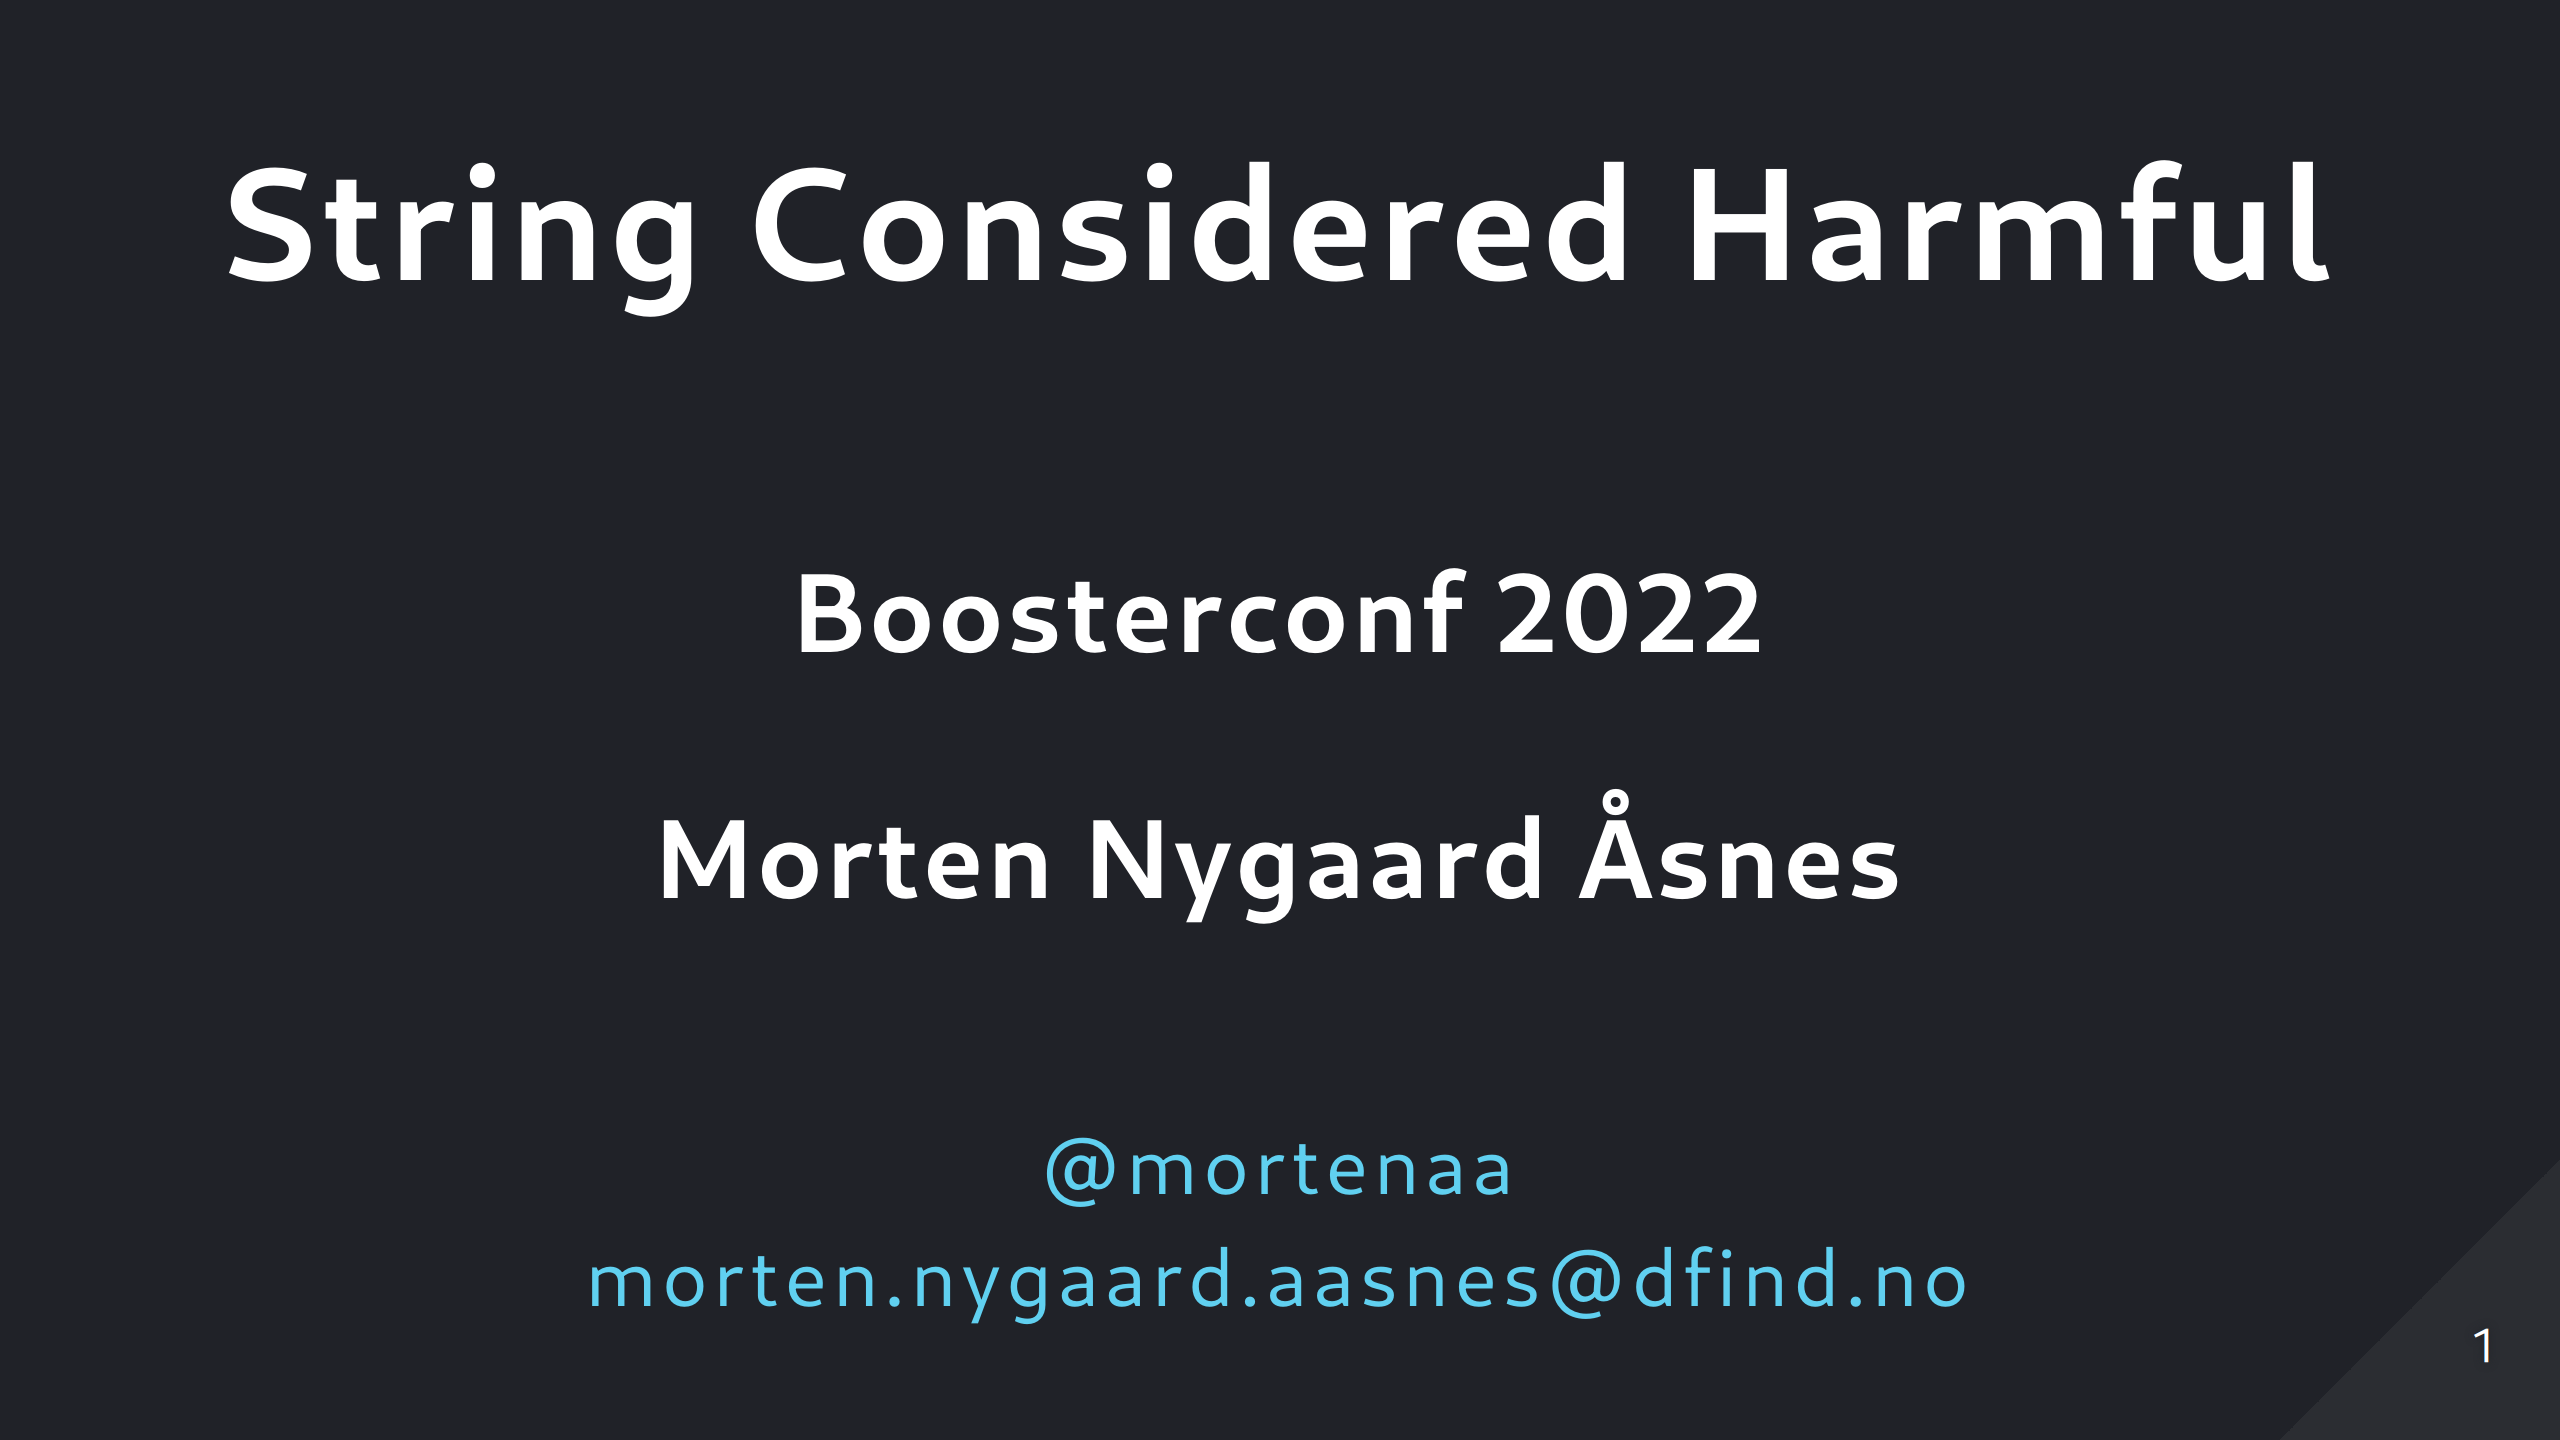 String Considered Harmful
Boosterconf 2022
Morten Nygaard Åsnes
@mortenaa
morten.nygaard.aasnes@dfind.no
1